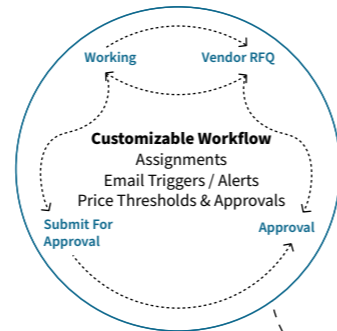 Working
Vendor RFQ
Customizable Workflow
Assignments
Email Triggers / Alerts
Price Thresholds & Approvals
Submit For
Approval
Approval